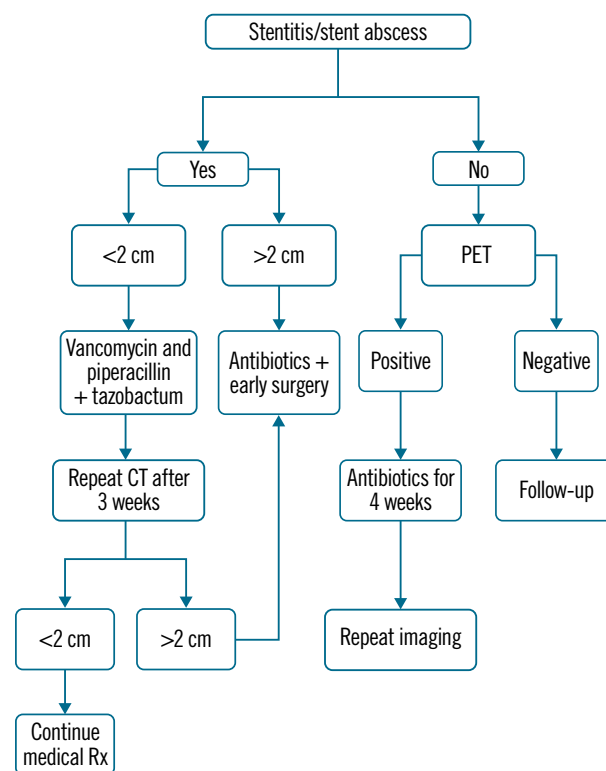 Stentitis/stent abscess
Yes
No
<2 cm
>2 cm
PET
Vancomycin and
piperacillin
+ tazobactum
Antibiotics +
early surgery
Positive
Negative
Repeat CT after
3 weeks
Antibiotics for
4 weeks
Follow-up
<2 cm
>2 cm
Repeat imaging
Continue
medical Rx